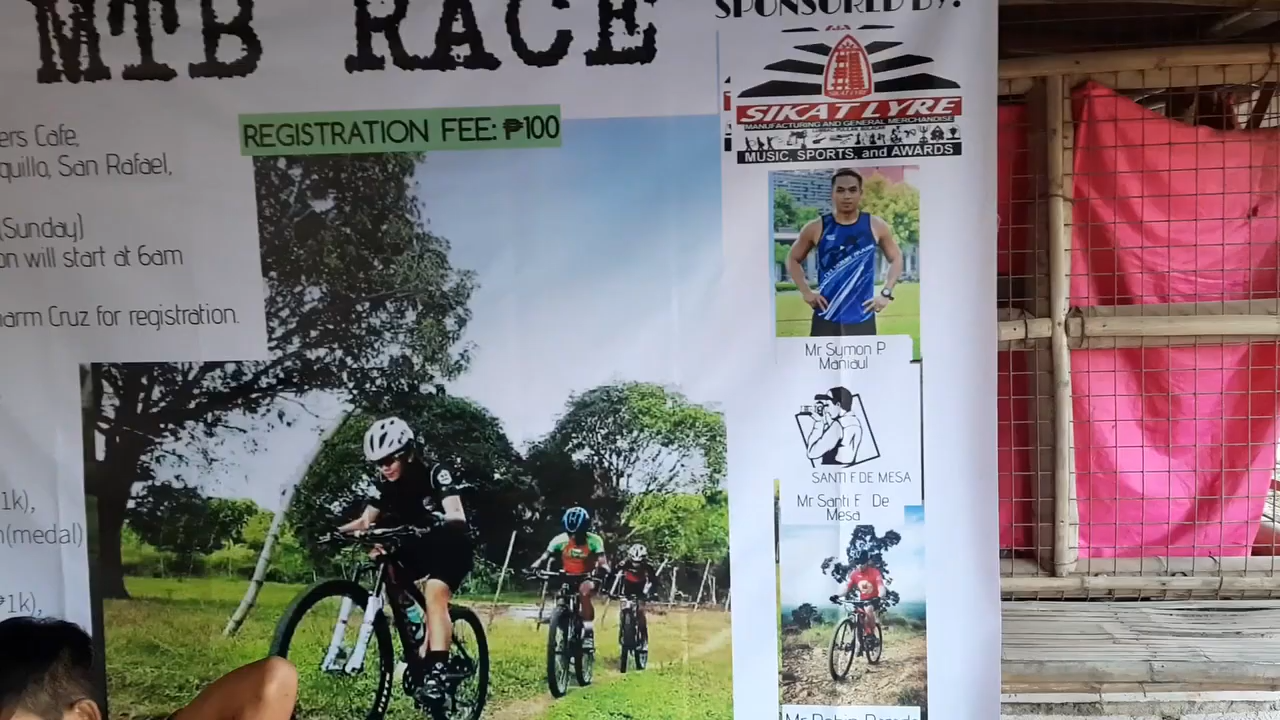 MTB RACE
SPONSORED BY:
REGISTRATION FEE: ₱100
ers Cafe,
quillo, San Rafael,
(Sunday)
on will start at 6am
harm Cruz for registration.
1k),
n(medal)
₱1k),
SIKAT LYRE
SIKAT LYRE
MANUFACTURING AND GENERAL MERCHANDISE
MUSIC, SPORTS, and AWARDS
Mr Symon P
Maniaul
SANTI F DE MESA
Mr Santi F De
Mesa